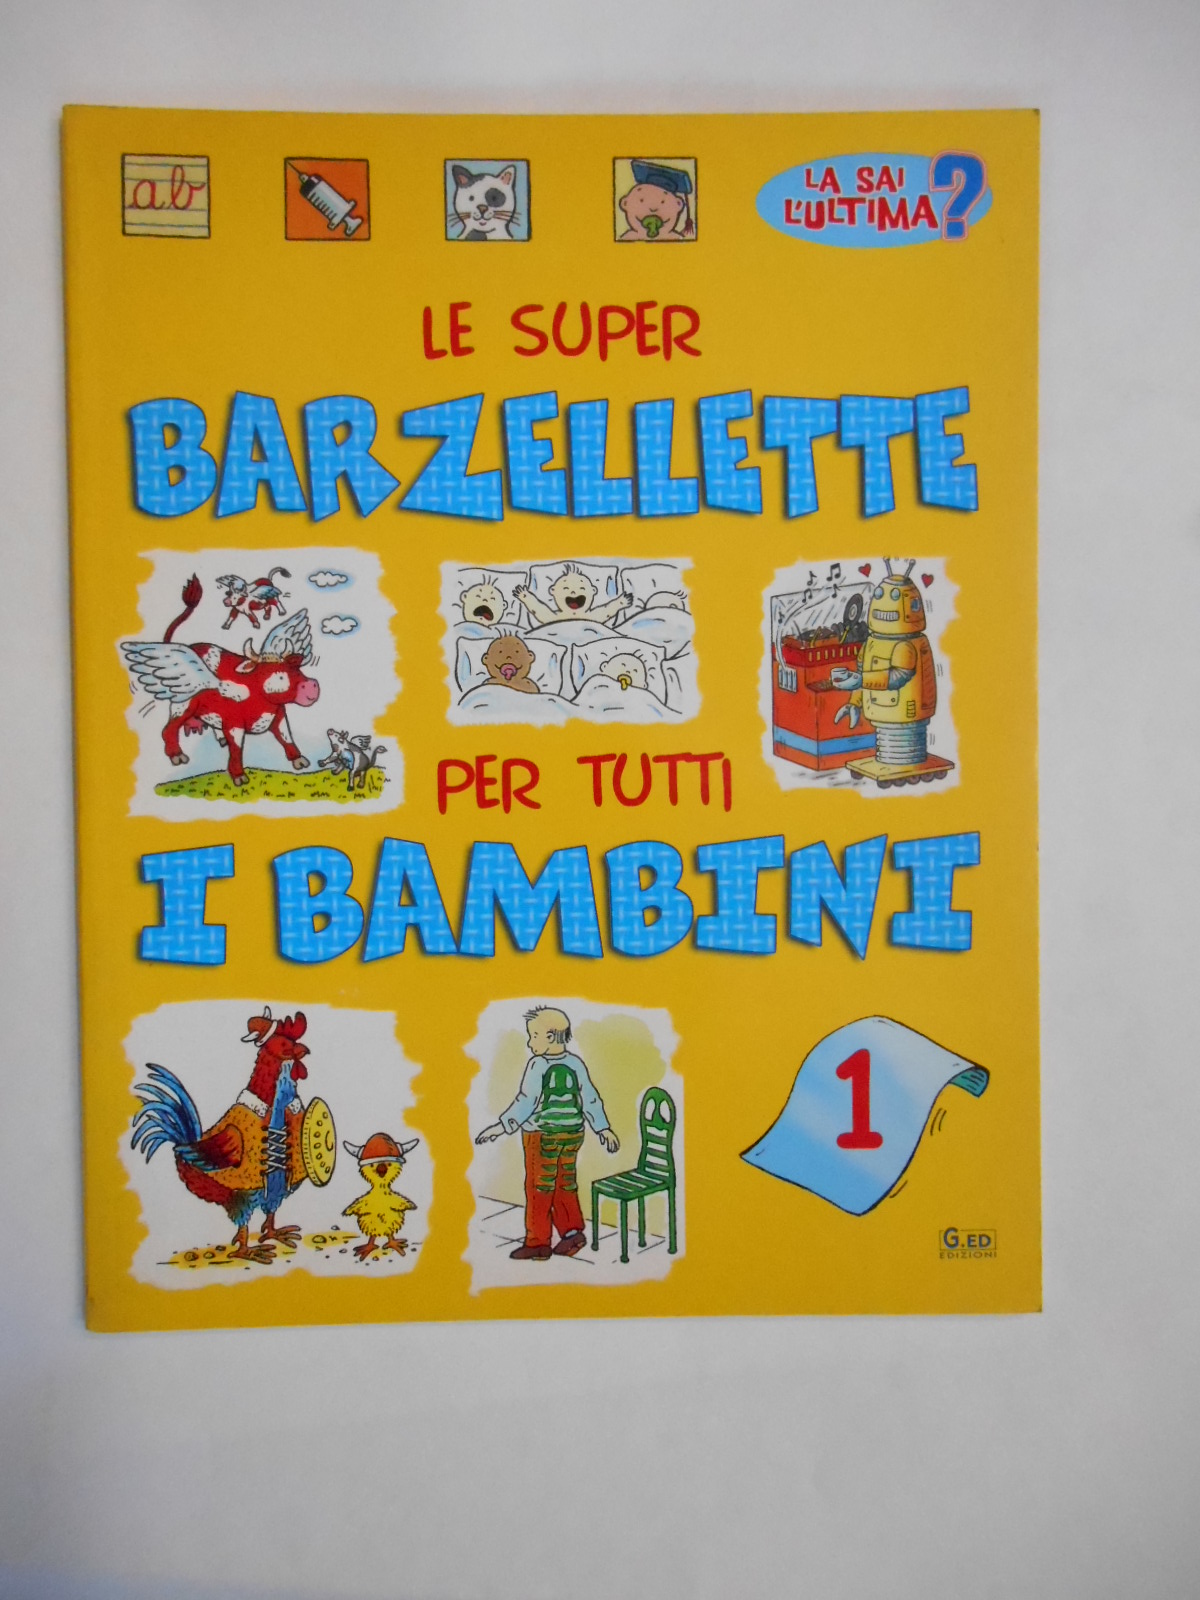 ab
LA SAI
L'ULTIMA?
LE SUPER
BARZELLETTE
PER TUTTI
I BAMBINI
1
G.ED
EDIZIONI